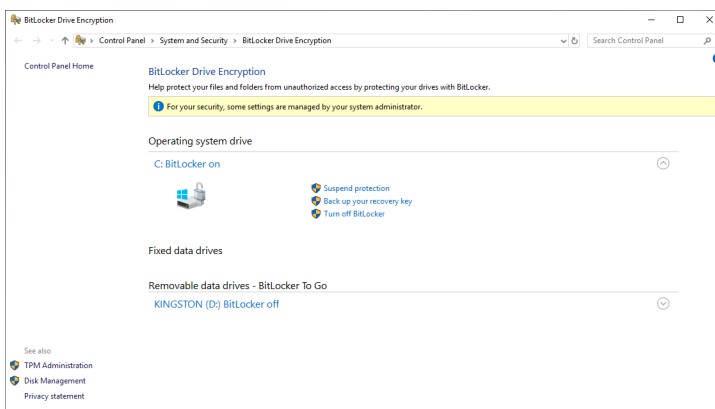 BitLocker Drive Encryption
Control Panel > System and Security > BitLocker Drive Encryption
Search Control Panel
Control Panel Home
BitLocker Drive Encryption
Help protect your files and folders from unauthorized access by protecting your drives with BitLocker.
For your security, some settings are managed by your system administrator.
Operating system drive
C: BitLocker on
Suspend protection
Back up your recovery key
Turn off BitLocker
Fixed data drives
Removable data drives - BitLocker To Go
KINGSTON (D:) BitLocker off
See also
TPM Administration
Disk Management
Privacy statement